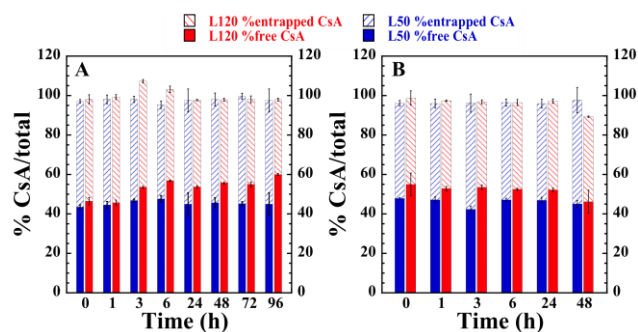 L120 %entrapped CsA L50 %entrapped CsA
L120 %free CsA L50 %free CsA
120 120 120 120
A B
100 100 100 100
80 80 80 80
60 60 60 60
40 40 40 40
20 20 20 20
0 0 0 0
% CsA/total % CsA/total
0 1 3 6 24 48 72 96 0 1 3 6 24 48
Time (h) Time (h)